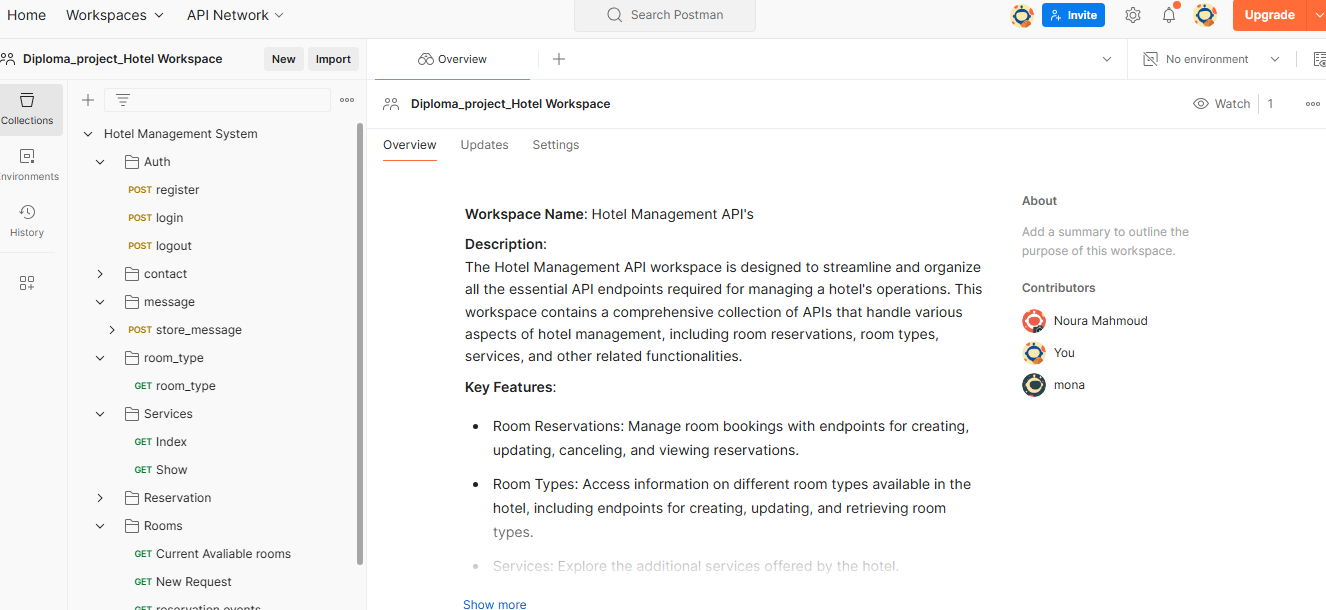 Home Workspaces API Network Search Postman Invite Upgrade
Diploma_project_Hotel Workspace New Import Overview No environment
Collections
Environments
History
Hotel Management System
Auth
POST register
POST login
POST logout
contact
message
POST store_message
room_type
GET room_type
Services
GET Index
GET Show
Reservation
Rooms
GET Current Avaliable rooms
GET New Request
GET reservation events
Diploma_project_Hotel Workspace Watch 1
Overview Updates Settings
Workspace Name: Hotel Management API's
Description:
The Hotel Management API workspace is designed to streamline and organize
all the essential API endpoints required for managing a hotel's operations. This
workspace contains a comprehensive collection of APIs that handle various
aspects of hotel management, including room reservations, room types,
services, and other related functionalities.
Key Features:
• Room Reservations: Manage room bookings with endpoints for creating,
updating, canceling, and viewing reservations.
• Room Types: Access information on different room types available in the
hotel, including endpoints for creating, updating, and retrieving room
types.
• Services: Explore the additional services offered by the hotel.
Show more
About
Add a summary to outline the
purpose of this workspace.
Contributors
Noura Mahmoud
You
mona